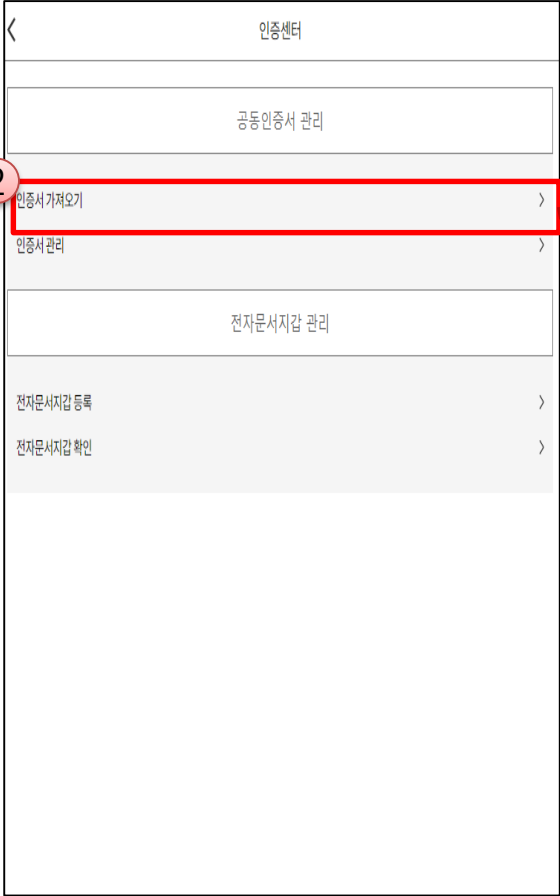 인증센터
공동인증서 관리
2
인증서 가져오기
인증서 관리
전자문서지갑 관리
전자문서지갑 등록
전자문서지갑 확인